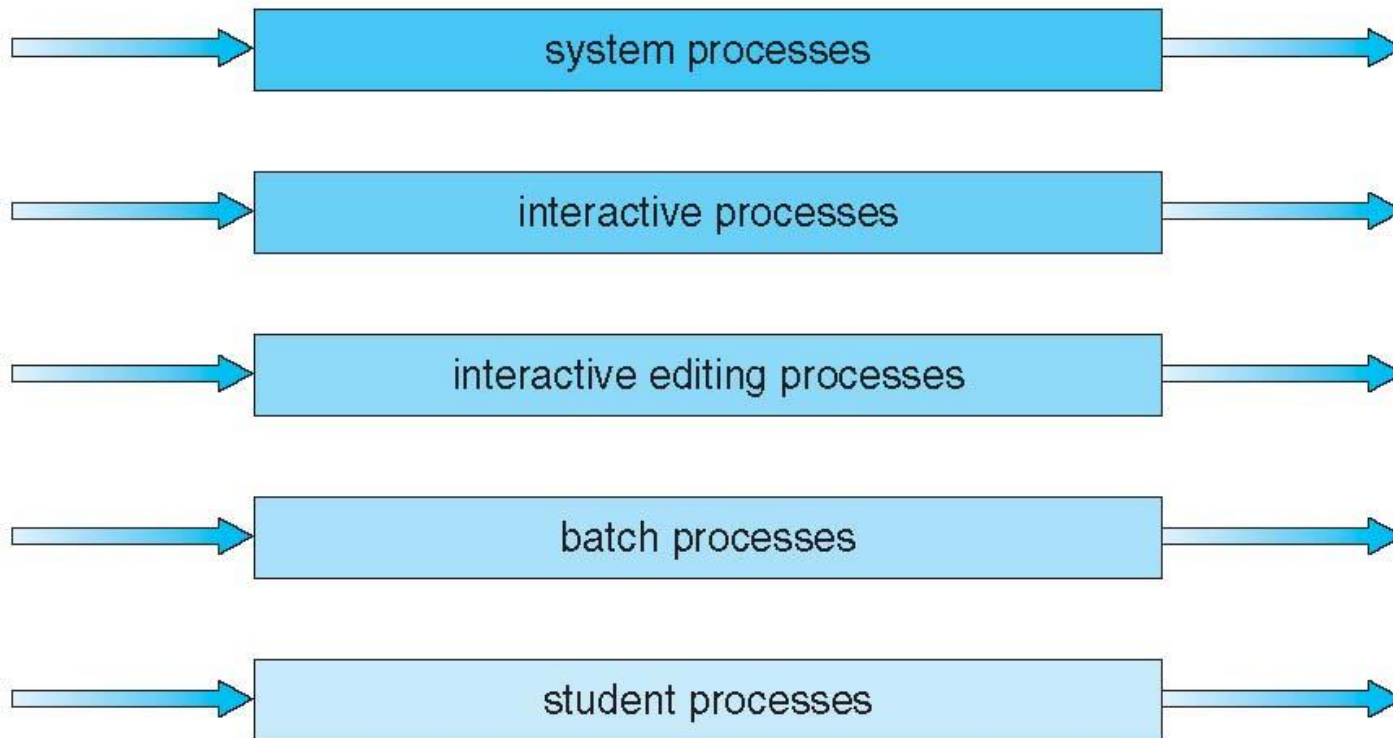 system processes
interactive processes
interactive editing processes
batch processes
student processes